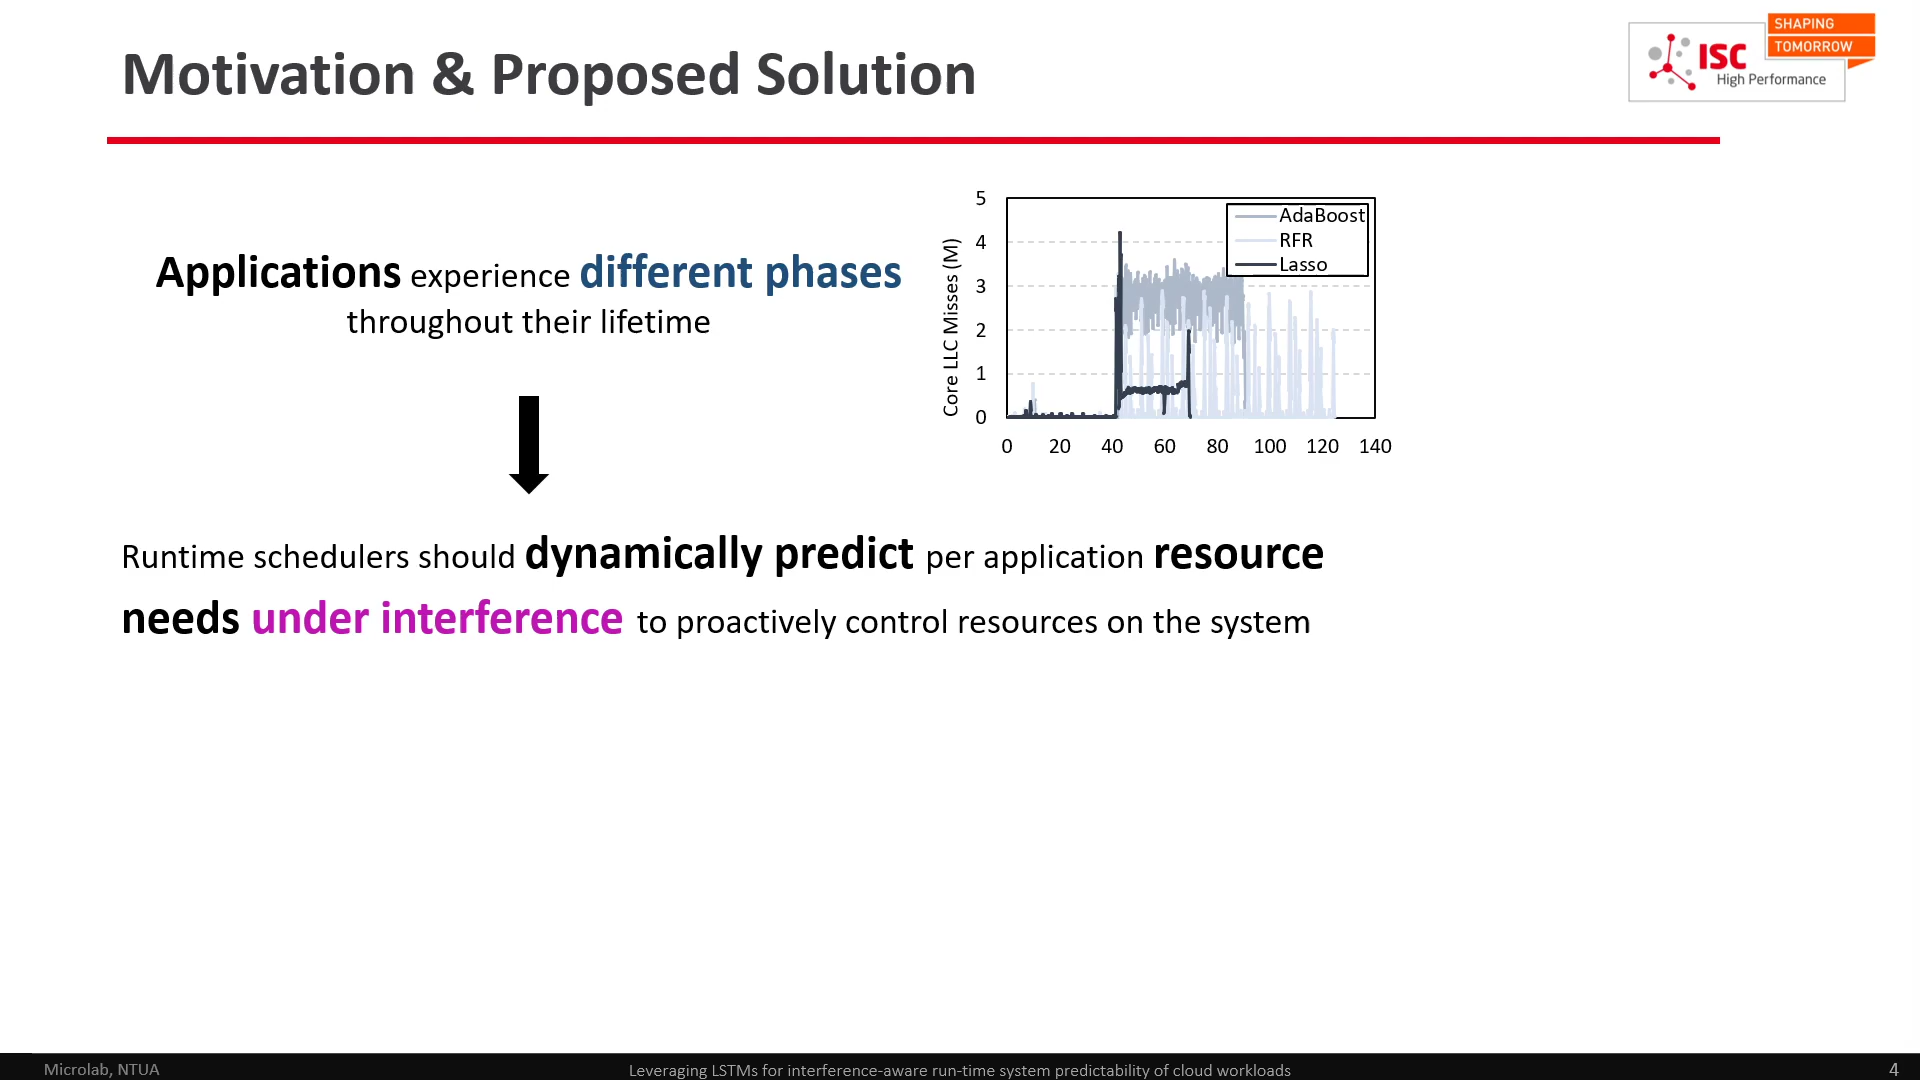 Motivation & Proposed Solution
SHAPING
TOMORROW
ISC
High Performance
Applications experience different phases
throughout their lifetime
5
4
3
2
1
0
Core LLC Misses (M)
AdaBoost
RFR
Lasso
0 20 40 60 80 100 120 140
Runtime schedulers should dynamically predict per application resource
needs under interference to proactively control resources on the system
Microlab, NTUA
Leveraging LSTMs for interference-aware run-time system predictability of cloud workloads
4